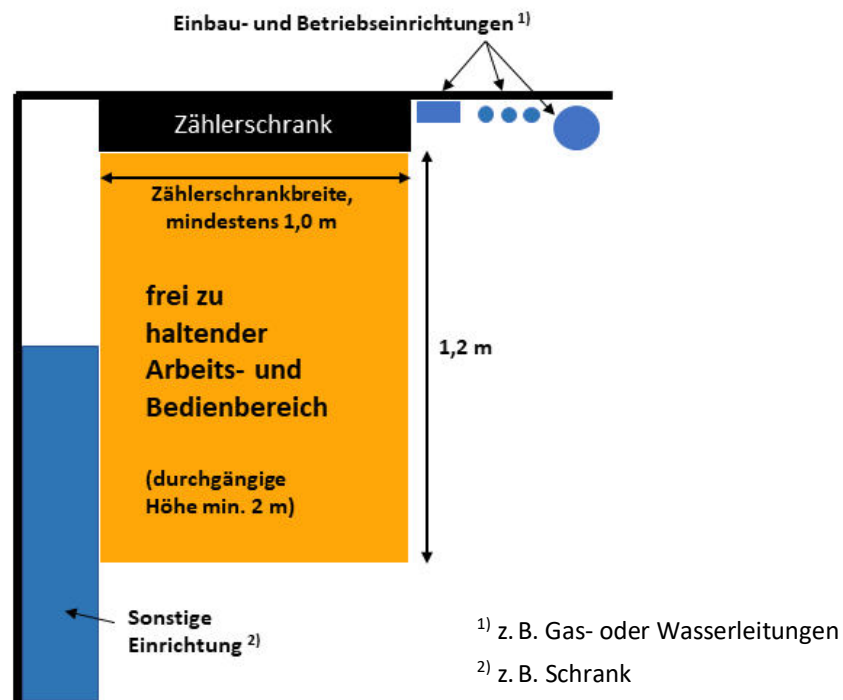 Einbau- und Betriebseinrichtungen ¹⁾
Zählerschrank
Zählerschrankbreite,
mindestens 1,0 m
frei zu
haltender
Arbeits- und
Bedienbereich
1,2 m
(durchgängige
Höhe min. 2 m)
Sonstige
Einrichtung ²⁾
¹⁾ z. B. Gas- oder Wasserleitungen
²⁾ z. B. Schrank